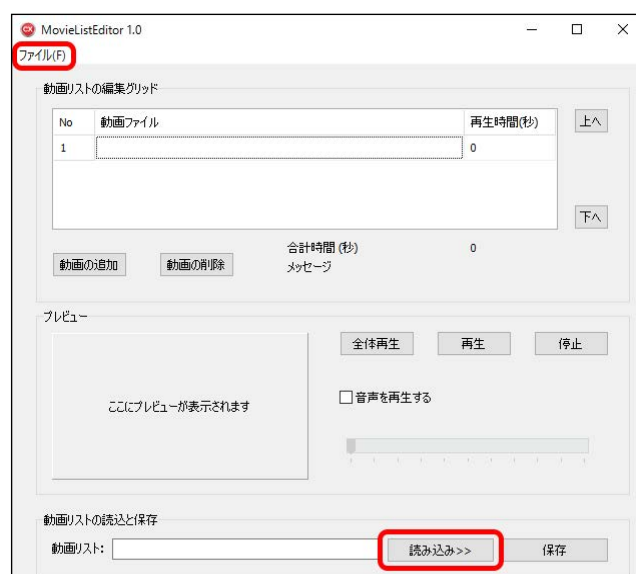 MovieListEditor 1.0
ファイル(F)
動画リストの編集グリッド
No 動画ファイル 再生時間(秒)
1 0
上へ
下へ
合計時間 (秒) 0
動画の追加 動画の削除 メッセージ
プレビュー
全体再生 再生 停止
ここにプレビューが表示されます
音声を再生する
動画リストの読込と保存
動画リスト: 読み込み>> 保存